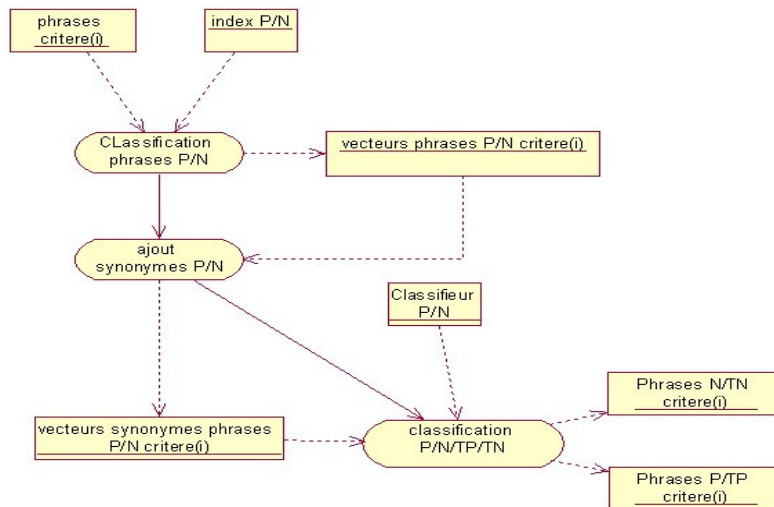 phrases
critere(i)
index P/N
CLassification
phrases P/N
vecteurs phrases P/N critere(i)
ajout
synonymes P/N
Classifieur
P/N
Phrases N/TN
critere(i)
vecteurs synonymes phrases
P/N critere(i)
classification
P/N/TP/TN
Phrases P/TP
critere(i)